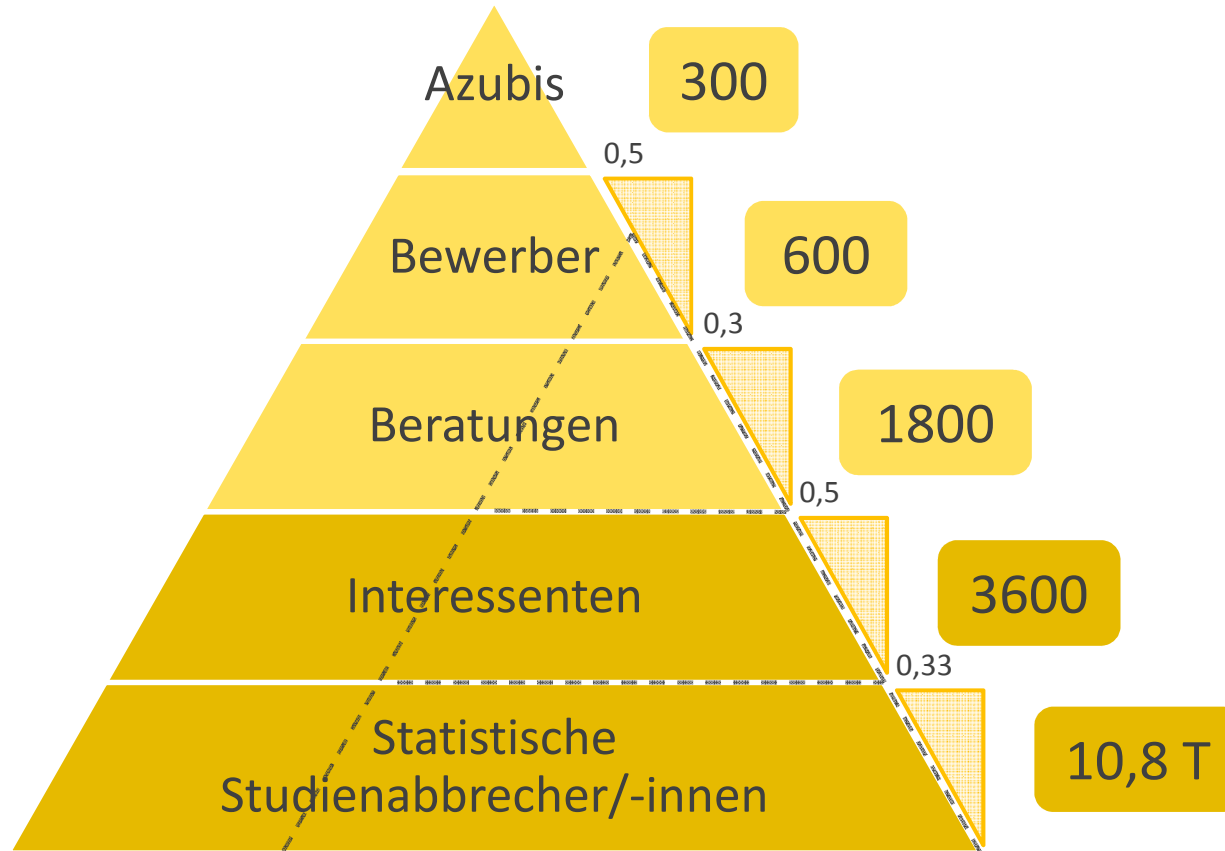 Azubis
300
0,5
Bewerber
600
0,3
Beratungen
1800
0,5
Interessenten
3600
0,33
Statistische
Studienabbrecher/-innen
10,8 T